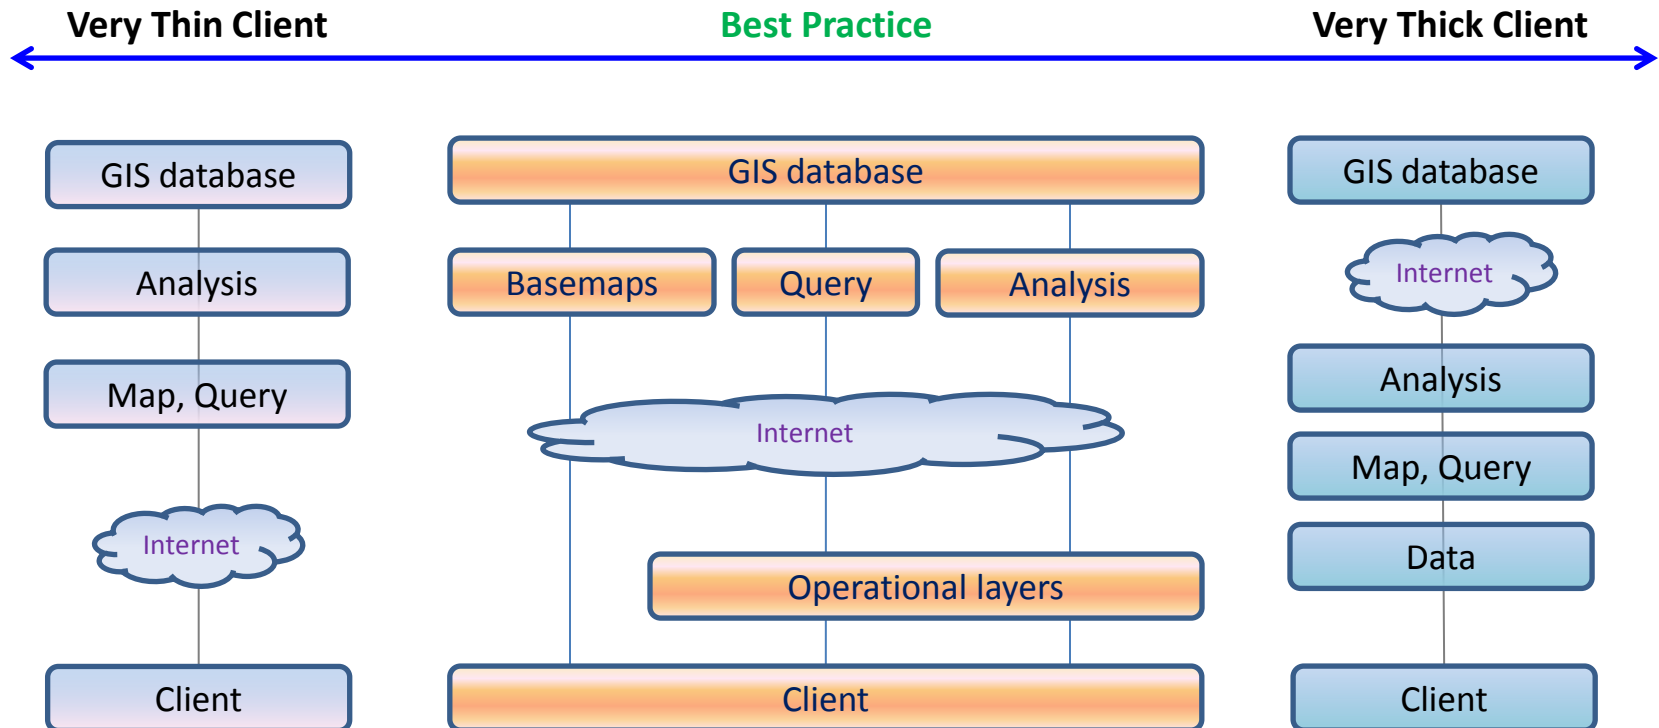 Very Thin Client
Best Practice
Very Thick Client
GIS database
Analysis
Map, Query
Internet
Client
GIS database
Basemaps
Query
Analysis
Internet
Operational layers
Client
GIS database
Internet
Analysis
Map, Query
Data
Client